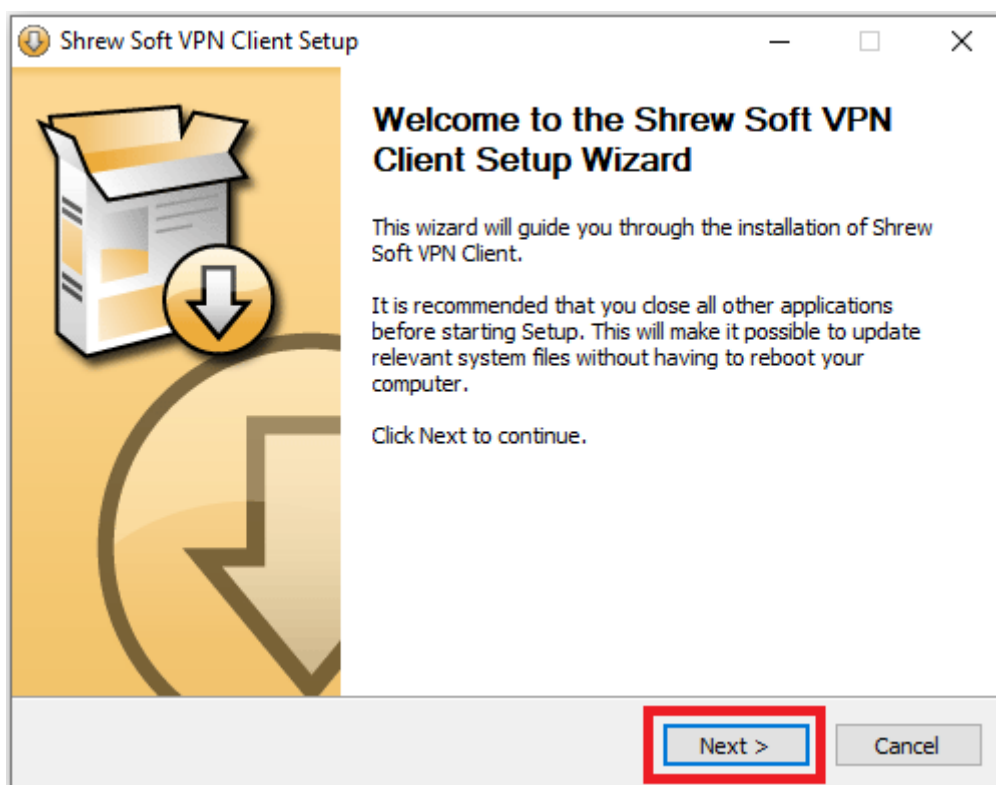 Shrew Soft VPN Client Setup
Welcome to the Shrew Soft VPN
Client Setup Wizard
This wizard will guide you through the installation of Shrew
Soft VPN Client.
It is recommended that you close all other applications
before starting Setup. This will make it possible to update
relevant system files without having to reboot your
computer.
Click Next to continue.
Next >
Cancel